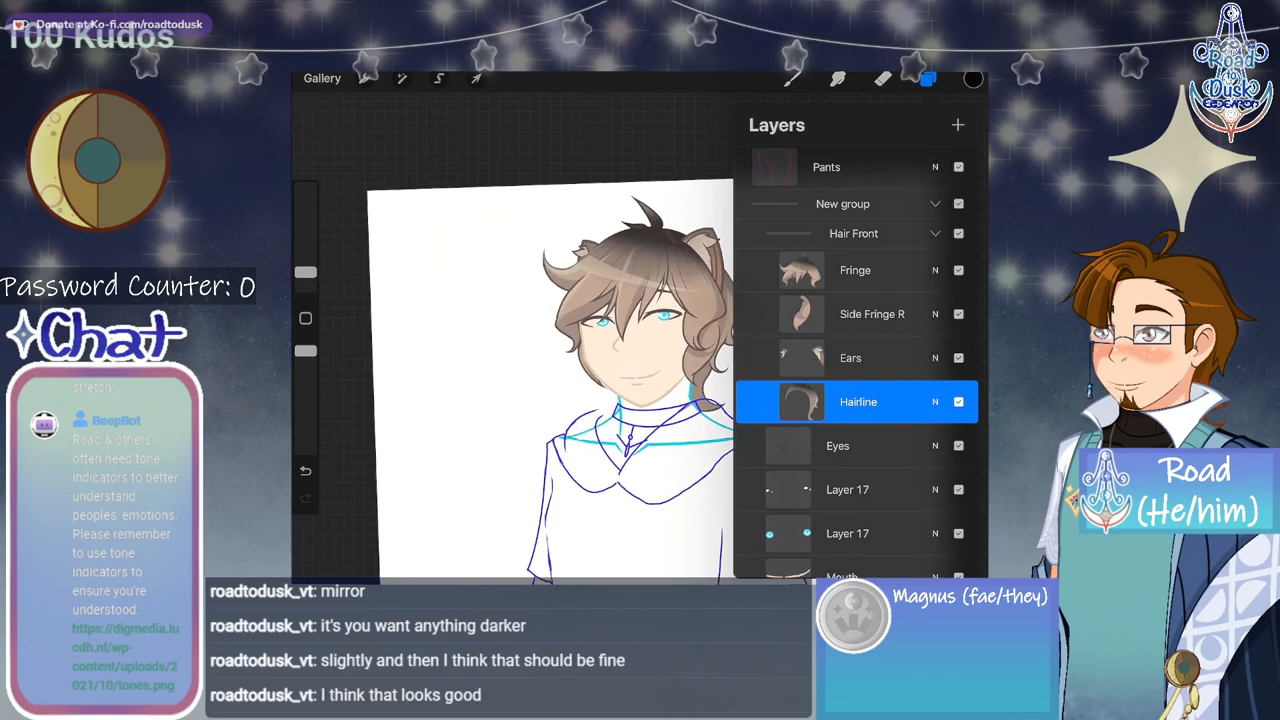 Donate at Ko-fi.com/roadtodusk
100 Kudos
Gallery
Layers
Pants N
New group
Hair Front
Fringe N
Side Fringe R N
Ears N
Hairline N
Eyes N
Layer 17 N
Layer 17 N
Mouth
Road
to
Dusk
Password Counter: 0
Chat
stretch!
BeepBot
Road & others
often need tone
indicators to better
understand
peoples' emotions.
Please remember
to use tone
indicators to
ensure you're
understood.
https://digmedia.lu
cdh.nl/wp-
content/uploads/2
021/10/tones.png
roadtodusk_vt: mirror
roadtodusk_vt: it's you want anything darker
roadtodusk_vt: slightly and then I think that should be fine
roadtodusk_vt: I think that looks good
Magnus (fae/they)
Road
(He/him)